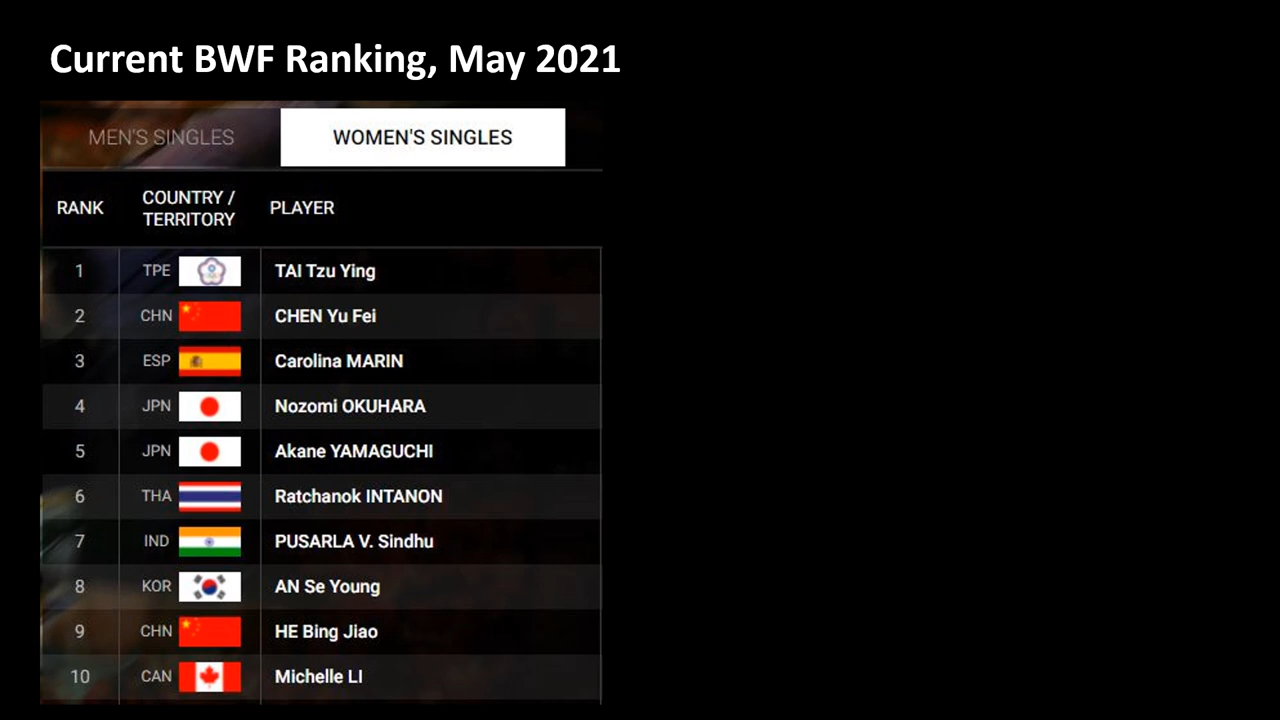 Current BWF Ranking, May 2021
MEN'S SINGLES WOMEN'S SINGLES
RANK COUNTRY / TERRITORY PLAYER
1 TPE TAI Tzu Ying
2 CHN CHEN Yu Fei
3 ESP Carolina MARIN
4 JPN Nozomi OKUHARA
5 JPN Akane YAMAGUCHI
6 THA Ratchanok INTANON
7 IND PUSARLA V. Sindhu
8 KOR AN Se Young
9 CHN HE Bing Jiao
10 CAN Michelle LI